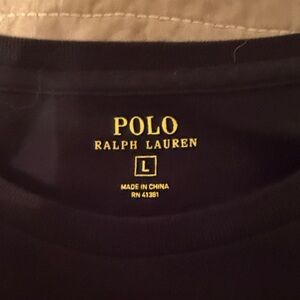 POLO
RALPH LAUREN
L
MADE IN CHINA
RN 41381